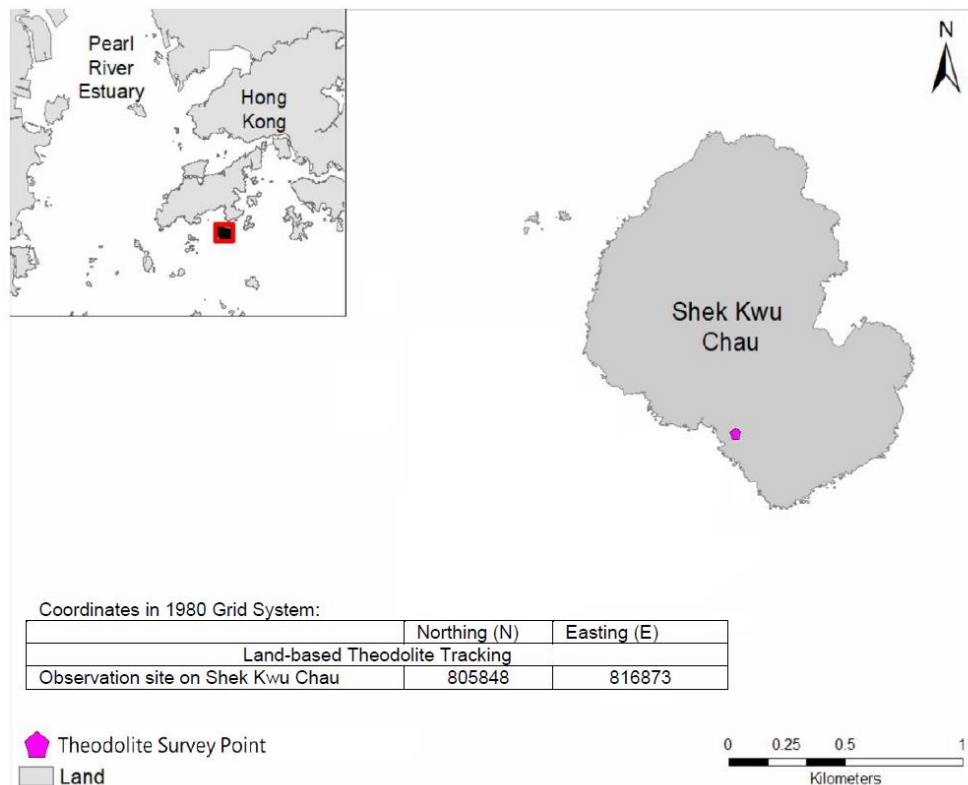 Pearl
River
Estuary
Hong
Kong
N
Shek Kwu
Chau
Coordinates in 1980 Grid System:
Northing (N) Easting (E)
Land-based Theodolite Tracking
Observation site on Shek Kwu Chau 805848 816873
Theodolite Survey Point
Land
0 0.25 0.5 1
Kilometers